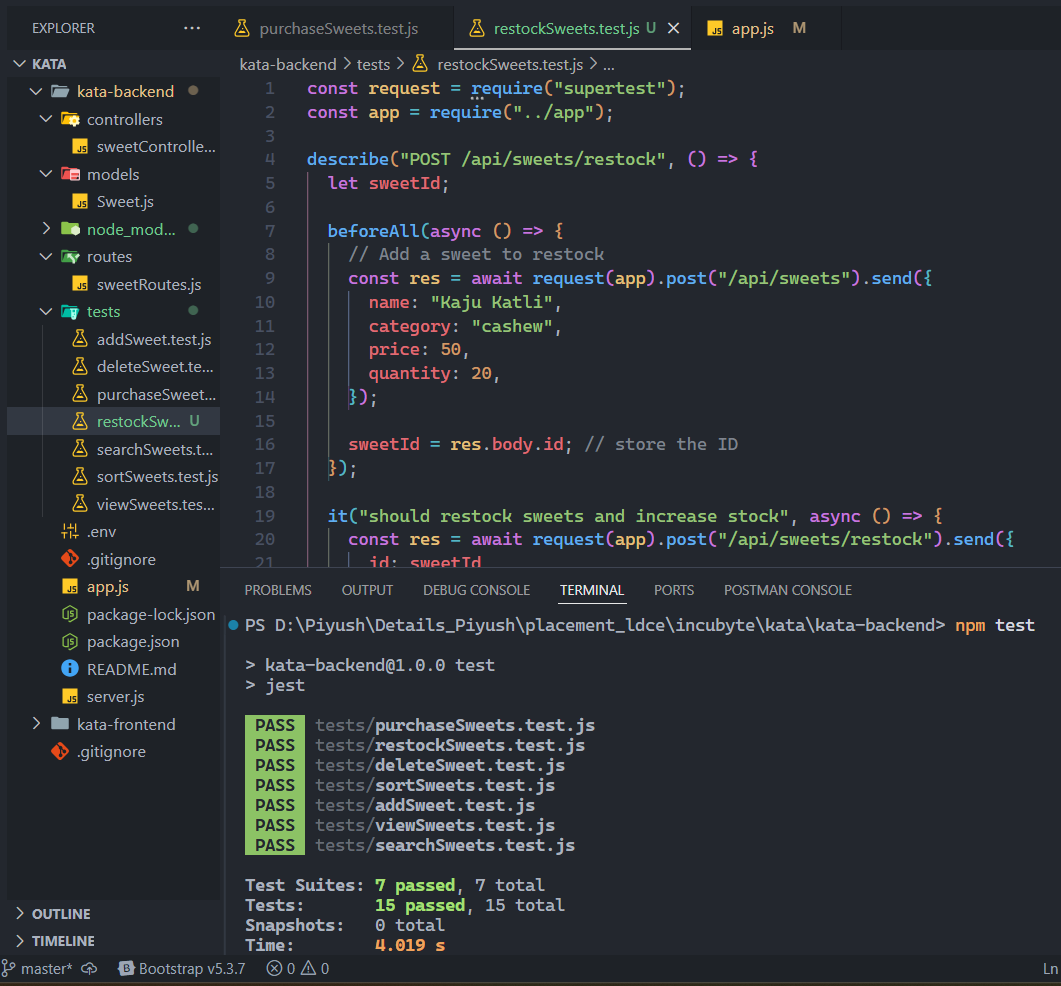 EXPLORER ...
KATA
kata-backend
controllers
sweetControlle...
models
Sweet.js
node_mod...
routes
sweetRoutes.js
tests
addSweet.test.js
deleteSweet.te...
purchaseSweet...
restockSw... U
searchSweets.t...
sortSweets.test.js
viewSweets.tes...
.env
.gitignore
app.js M
package-lock.json
package.json
README.md
server.js
kata-frontend
.gitignore
OUTLINE
TIMELINE
purchaseSweets.test.js
restockSweets.test.js U
app.js M
kata-backend > tests > restockSweets.test.js > ...
1 const request = require("supertest");
2 const app = require("../app");
3
4 describe("POST /api/sweets/restock", () => {
5 let sweetId;
6
7 beforeAll(async () => {
8 // Add a sweet to restock
9 const res = await request(app).post("/api/sweets").send({
10 name: "Kaju Katli",
11 category: "cashew",
12 price: 50,
13 quantity: 20,
14 });
15
16 sweetId = res.body.id; // store the ID
17 });
18
19 it("should restock sweets and increase stock", async () => {
20 const res = await request(app).post("/api/sweets/restock").send({
21 id: sweetId
PROBLEMS OUTPUT DEBUG CONSOLE TERMINAL PORTS POSTMAN CONSOLE
PS D:\Piyush\Details_Piyush\placement_ldce\incubyte\kata\kata-backend> npm test
> kata-backend@1.0.0 test
> jest
PASS tests/purchaseSweets.test.js
PASS tests/restockSweets.test.js
PASS tests/deleteSweet.test.js
PASS tests/sortSweets.test.js
PASS tests/addSweet.test.js
PASS tests/viewSweets.test.js
PASS tests/searchSweets.test.js
Test Suites: 7 passed, 7 total
Tests: 15 passed, 15 total
Snapshots: 0 total
Time: 4.019 s
master* Bootstrap v5.3.7 0 0 Ln